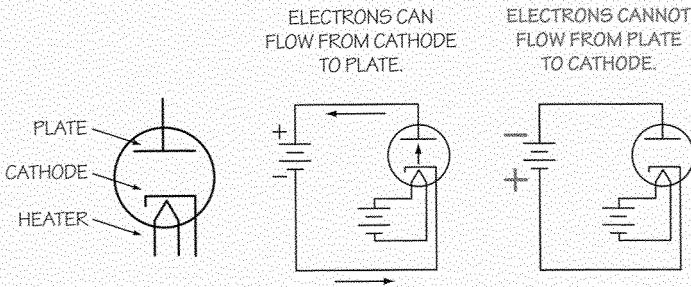 ELECTRONS CAN
FLOW FROM CATHODE
TO PLATE.
ELECTRONS CANNOT
FLOW FROM PLATE
TO CATHODE.
PLATE
CATHODE
HEATER
+
−
−
+